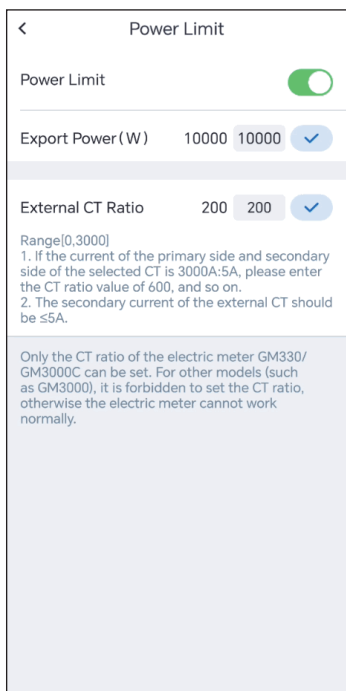 Power Limit
Power Limit
Export Power(W) 10000 10000
External CT Ratio 200 200
Range[0,3000]
1. If the current of the primary side and secondary
side of the selected CT is 3000A:5A, please enter
the CT ratio value of 600, and so on.
2. The secondary current of the external CT should
be ≤5A.
Only the CT ratio of the electric meter GM330/
GM3000C can be set. For other models (such
as GM3000), it is forbidden to set the CT ratio,
otherwise the electric meter cannot work
normally.